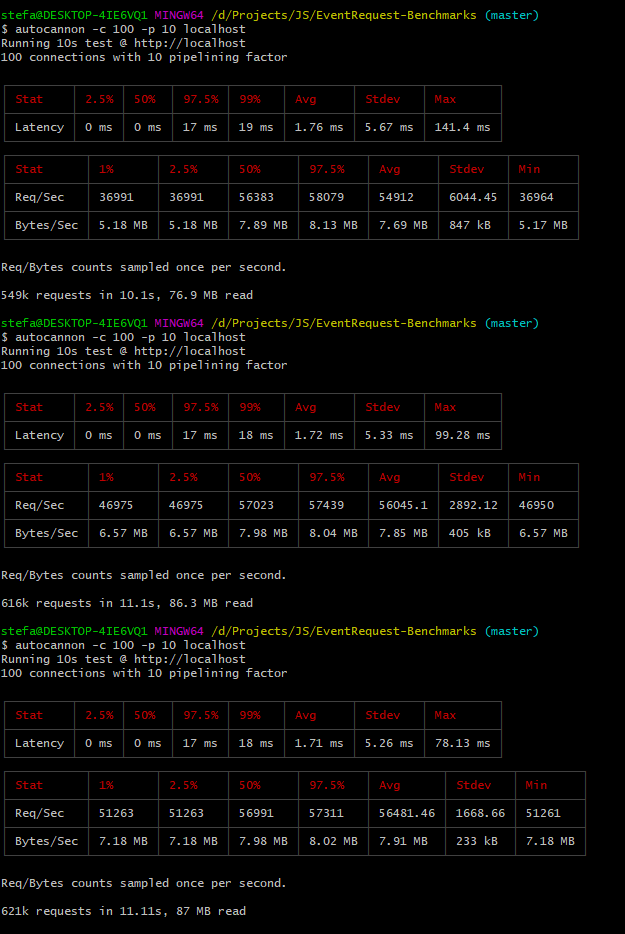 stefa@DESKTOP-4IE6VQ1 MINGW64 /d/Projects/JS/EventRequest-Benchmarks (master)
$ autocannon -c 100 -p 10 localhost
Running 10s test @ http://localhost
100 connections with 10 pipelining factor
Stat 2.5% 50% 97.5% 99% Avg Stdev Max
Latency 0 ms 0 ms 17 ms 19 ms 1.76 ms 5.67 ms 141.4 ms
Stat 1% 2.5% 50% 97.5% Avg Stdev Min
Req/Sec 36991 36991 56383 58079 54912 6044.45 36964
Bytes/Sec 5.18 MB 5.18 MB 7.89 MB 8.13 MB 7.69 MB 847 kB 5.17 MB
Req/Bytes counts sampled once per second.
549k requests in 10.1s, 76.9 MB read
stefa@DESKTOP-4IE6VQ1 MINGW64 /d/Projects/JS/EventRequest-Benchmarks (master)
$ autocannon -c 100 -p 10 localhost
Running 10s test @ http://localhost
100 connections with 10 pipelining factor
Stat 2.5% 50% 97.5% 99% Avg Stdev Max
Latency 0 ms 0 ms 17 ms 18 ms 1.72 ms 5.33 ms 99.28 ms
Stat 1% 2.5% 50% 97.5% Avg Stdev Min
Req/Sec 46975 46975 57023 57439 56045.1 2892.12 46950
Bytes/Sec 6.57 MB 6.57 MB 7.98 MB 8.04 MB 7.85 MB 405 kB 6.57 MB
Req/Bytes counts sampled once per second.
616k requests in 11.1s, 86.3 MB read
stefa@DESKTOP-4IE6VQ1 MINGW64 /d/Projects/JS/EventRequest-Benchmarks (master)
$ autocannon -c 100 -p 10 localhost
Running 10s test @ http://localhost
100 connections with 10 pipelining factor
Stat 2.5% 50% 97.5% 99% Avg Stdev Max
Latency 0 ms 0 ms 17 ms 18 ms 1.71 ms 5.26 ms 78.13 ms
Stat 1% 2.5% 50% 97.5% Avg Stdev Min
Req/Sec 51263 51263 56991 57311 56481.46 1668.66 51261
Bytes/Sec 7.18 MB 7.18 MB 7.98 MB 8.02 MB 7.91 MB 233 kB 7.18 MB
Req/Bytes counts sampled once per second.
621k requests in 11.11s, 87 MB read